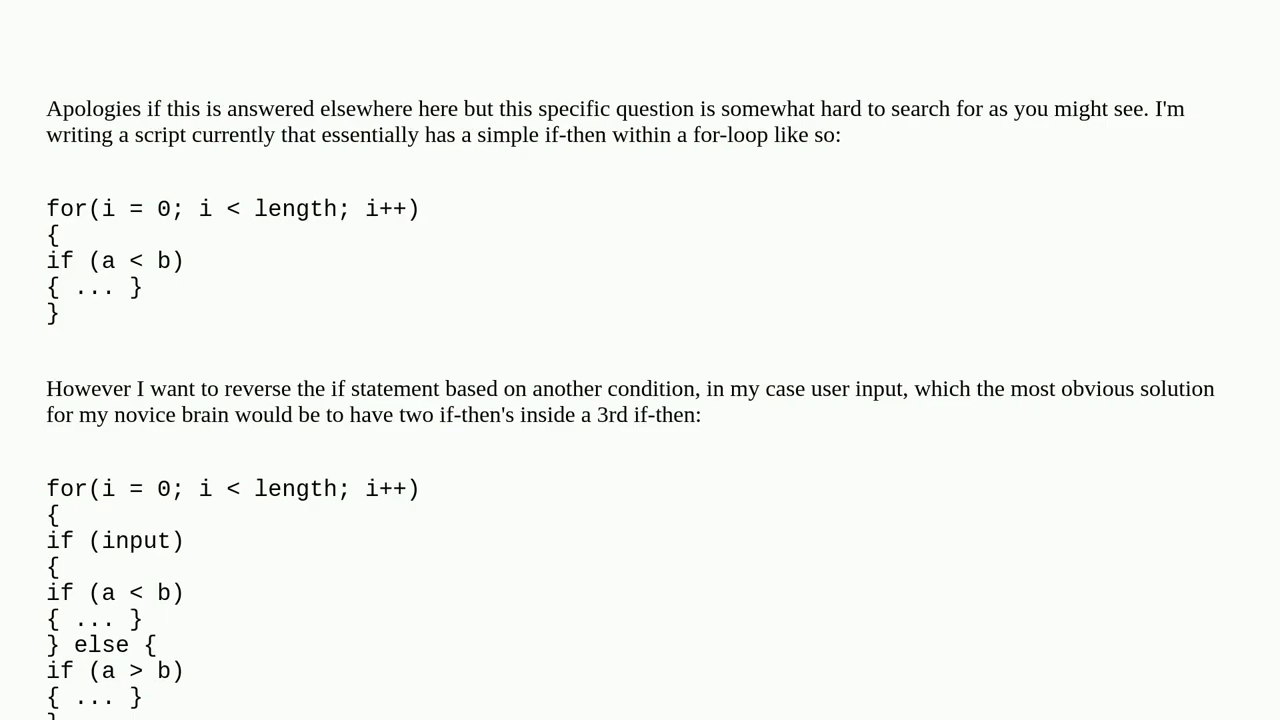 Apologies if this is answered elsewhere here but this specific question is somewhat hard to search for as you might see. I'm
writing a script currently that essentially has a simple if-then within a for-loop like so:
for(i = 0; i < length; i++)
{
if (a < b)
{ ... }
}
However I want to reverse the if statement based on another condition, in my case user input, which the most obvious solution
for my novice brain would be to have two if-then's inside a 3rd if-then:
for(i = 0; i < length; i++)
{
if (input)
{
if (a < b)
{ ... }
} else {
if (a > b)
{ ... }
}